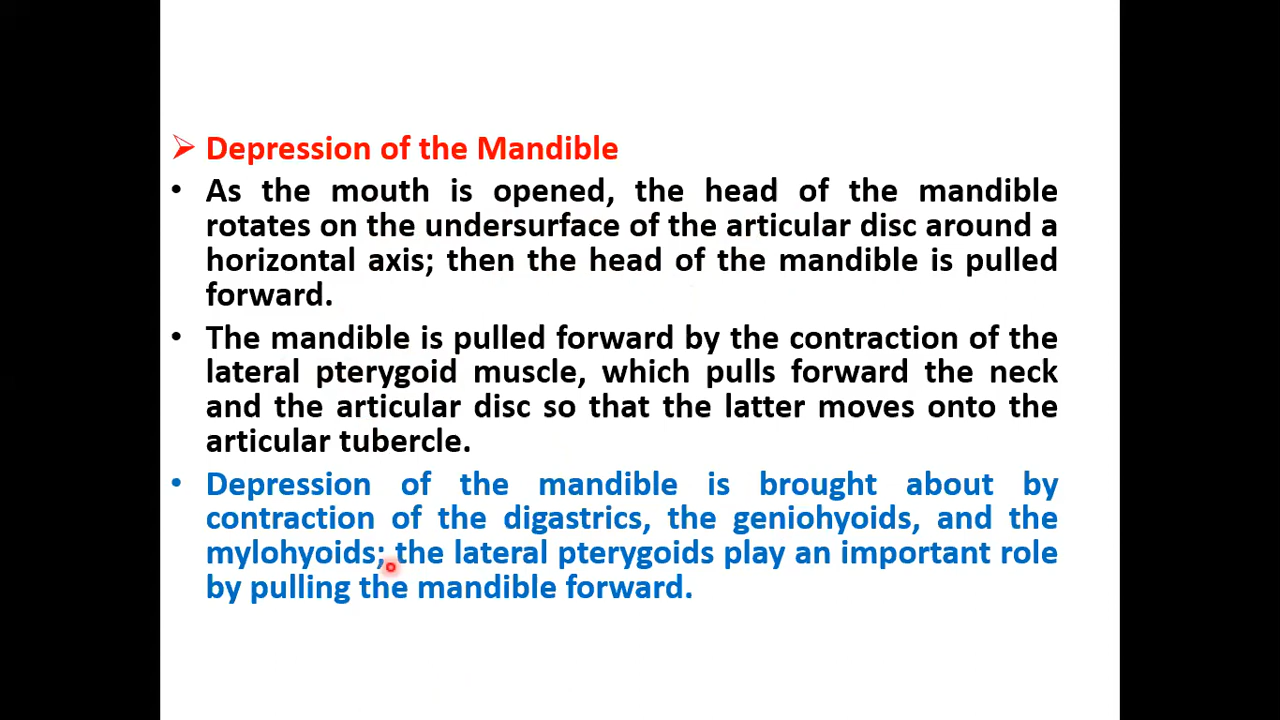 ➢ Depression of the Mandible
• As the mouth is opened, the head of the mandible
rotates on the undersurface of the articular disc around a
horizontal axis; then the head of the mandible is pulled
forward.
• The mandible is pulled forward by the contraction of the
lateral pterygoid muscle, which pulls forward the neck
and the articular disc so that the latter moves onto the
articular tubercle.
• Depression of the mandible is brought about by
contraction of the digastrics, the geniohyoids, and the
mylohyoids; the lateral pterygoids play an important role
by pulling the mandible forward.